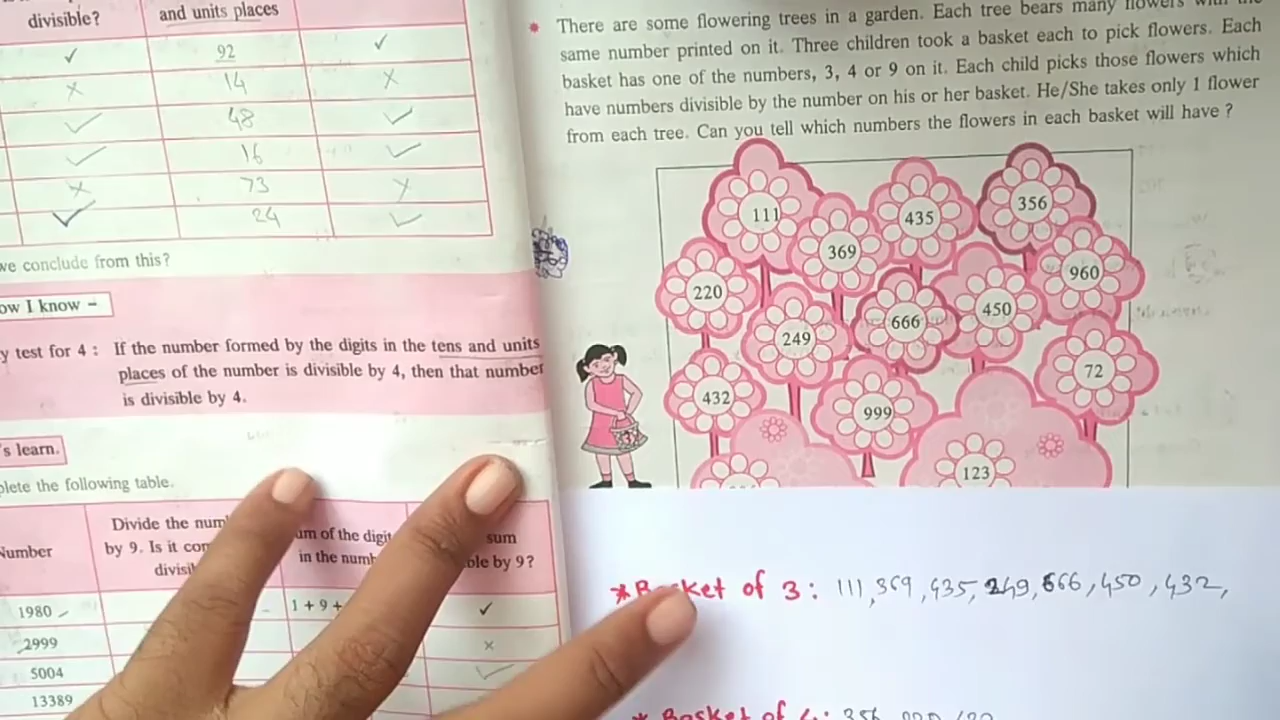 divisible?
and units places
✓ 92 ✓
× 14 ×
✓ 48 ✓
✓ 16 ✓
× 73 ×
✓ 24 ✓
we conclude from this?
ow I know –
y test for 4 : If the number formed by the digits in the tens and units
places of the number is divisible by 4, then that number
is divisible by 4.
's learn.
plete the following table.
Number
Divide the num
by 9. Is it con
divisi
um of the digit
in the numb
sum
ble by 9?
1980 1 + 9 + ✓
2999 ×
5004 ✓
13389
* There are some flowering trees in a garden. Each tree bears many flowers with the
same number printed on it. Three children took a basket each to pick flowers. Each
basket has one of the numbers, 3, 4 or 9 on it. Each child picks those flowers which
have numbers divisible by the number on his or her basket. He/She takes only 1 flower
from each tree. Can you tell which numbers the flowers in each basket will have ?
111
435
356
369
220
960
249
666
450
432
999
72
3
123
*Basket of 3: 111, 369, 435, 249, 666, 450, 432,
* Basket of 4: 356